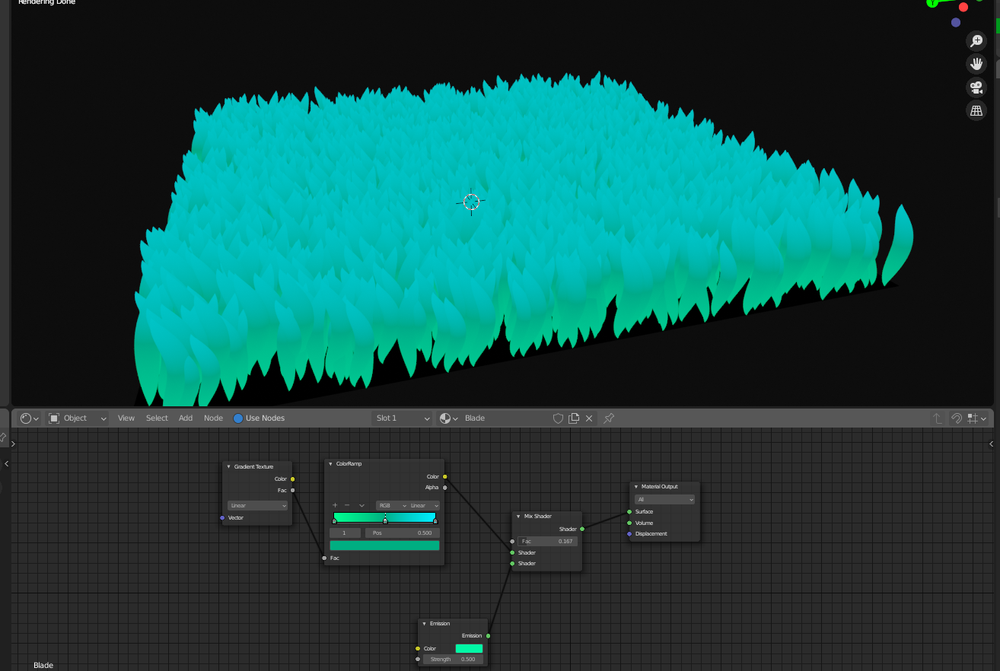 Rendering Done
Y
Object View Select Add Node Use Nodes Slot 1 Blade
Gradient Texture
Color
Fac
Linear
Vector
ColorRamp
Color
Alpha
RGB Linear
1 Pos 0.500
Fac
Mix Shader
Shader
Fac 0.167
Shader
Shader
Material Output
All
Surface
Volume
Displacement
Emission
Emission
Color
Strength 0.500
Blade